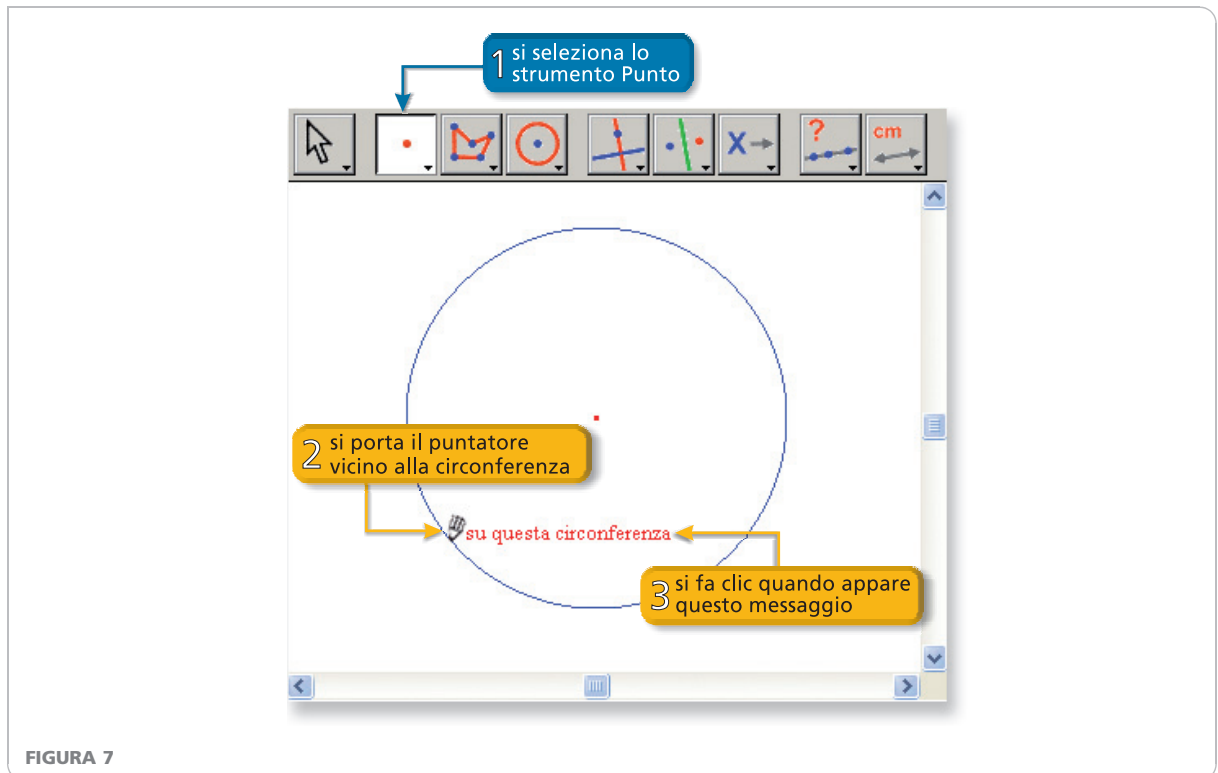 1 si seleziona lo
strumento Punto
?
X
cm
2 si porta il puntatore
vicino alla circonferenza
su questa circonferenza
3 si fa clic quando appare
questo messaggio
FIGURA 7